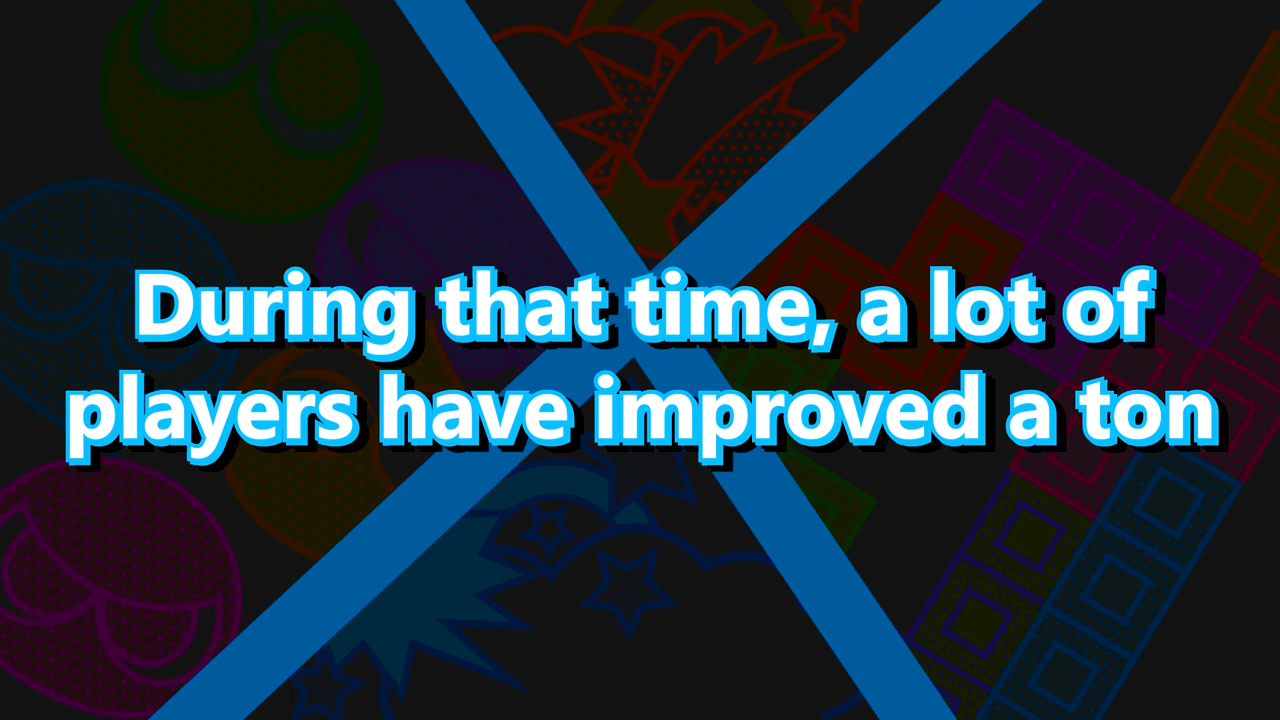 During that time, a lot of
players have improved a ton